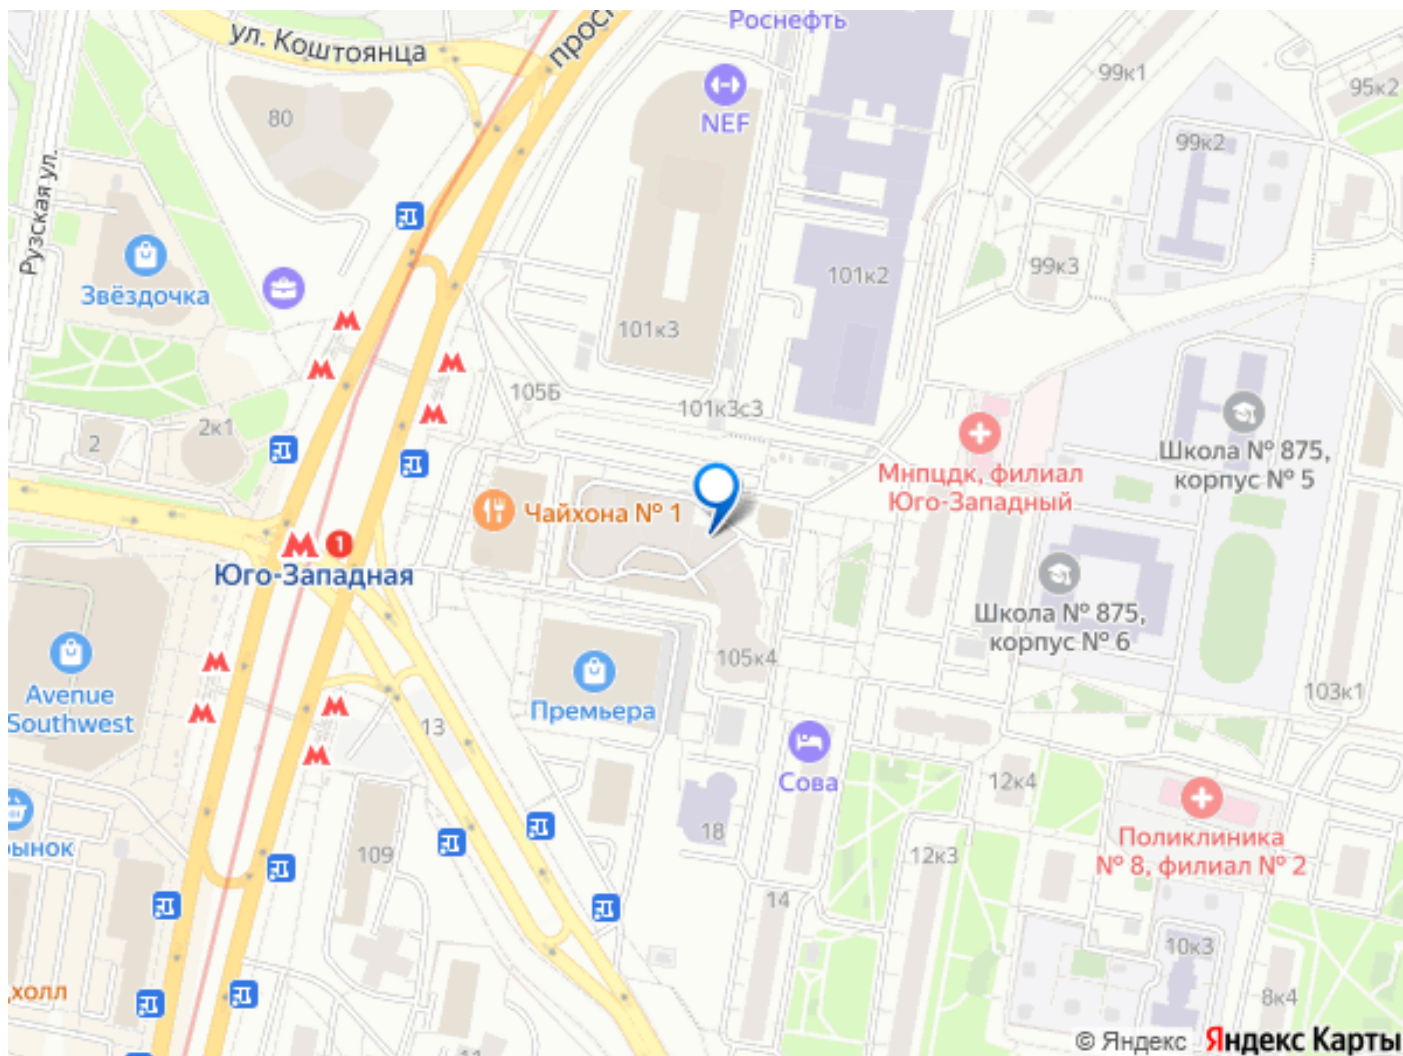 Роснефть
ул. Коштоянца
99к1
95к2
NEF
80
99к2
Рузская ул.
99к3
101к2
Звёздочка
101к3
105Б
101к3с3
2к1
2
Школа № 875,
корпус № 5
Мнпцдк, филиал
Юго-Западный
Чайхона № 1
1
Юго-Западная
Школа № 875,
корпус № 6
105к4
103к1
Avenue
Southwest
Премьера
13
Сова
12к4
18
Поликлиника
№ 8, филиал № 2
109
12к3
14
10к3
8к4
© Яндекс Яндекс Карты